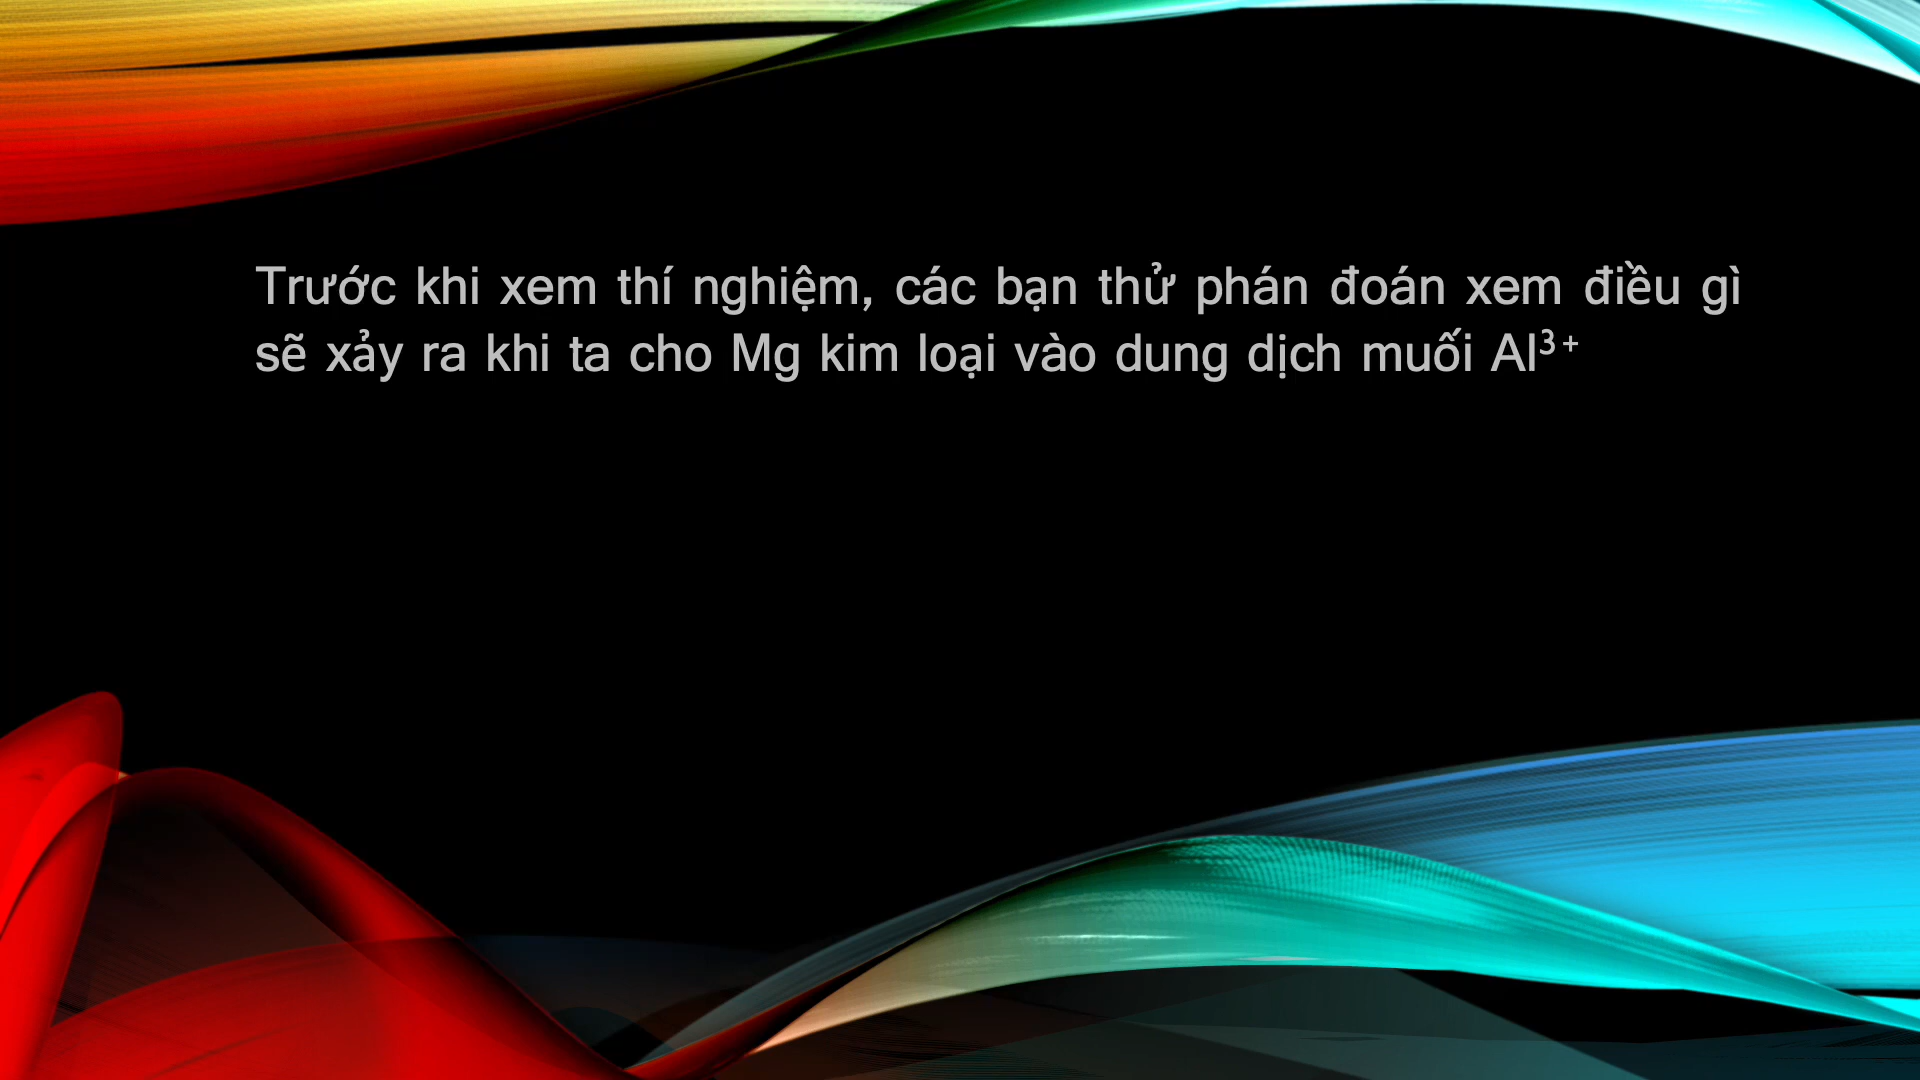 Trước khi xem thí nghiệm, các bạn thử phán đoán xem điều gì
sẽ xảy ra khi ta cho Mg kim loại vào dung dịch muối Al³⁺